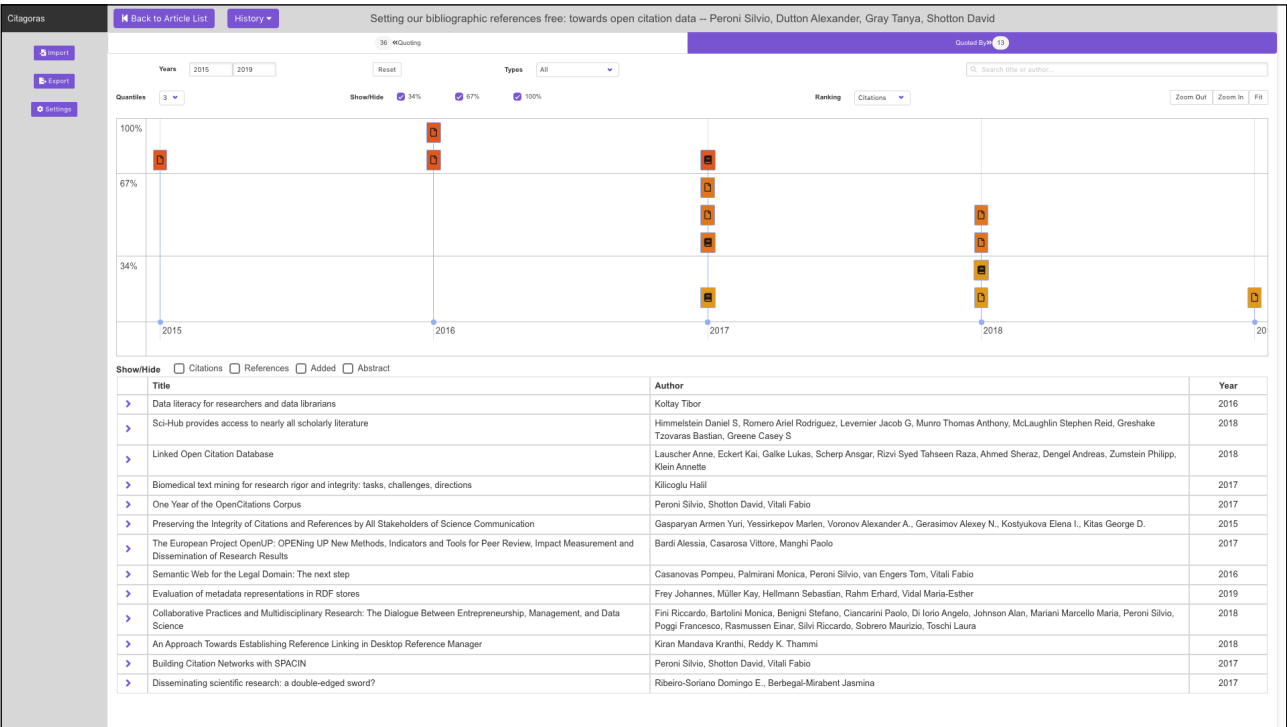 Citagoras
Back to Article List
History
Setting our bibliographic references free: towards open citation data -- Peroni Silvio, Dutton Alexander, Gray Tanya, Shotton David
Import
Export
Settings
36 «Quoting
Quoted By» 13
Years 2015 2019 Reset Types All Search title or author...
Quantiles 3 Show/Hide 34% 67% 100% Ranking Citations Zoom Out Zoom In Fit
100%
67%
34%
2015 2016 2017 2018 20
Show/Hide Citations References Added Abstract
Title Author Year
Data literacy for researchers and data librarians Koltay Tibor 2016
Sci-Hub provides access to nearly all scholarly literature Himmelstein Daniel S, Romero Ariel Rodriguez, Levernier Jacob G, Munro Thomas Anthony, McLaughlin Stephen Reid, Greshake 2018
Tzovaras Bastian, Greene Casey S
Linked Open Citation Database Lauscher Anne, Eckert Kai, Galke Lukas, Scherp Ansgar, Rizvi Syed Tahseen Raza, Ahmed Sheraz, Dengel Andreas, Zumstein Philipp, 2018
Klein Annette
Biomedical text mining for research rigor and integrity: tasks, challenges, directions Kilicoglu Halil 2017
One Year of the OpenCitations Corpus Peroni Silvio, Shotton David, Vitali Fabio 2017
Preserving the Integrity of Citations and References by All Stakeholders of Science Communication Gasparyan Armen Yuri, Yessirkepov Marlen, Voronov Alexander A., Gerasimov Alexey N., Kostyukova Elena I., Kitas George D. 2015
The European Project OpenUP: OPENing UP New Methods, Indicators and Tools for Peer Review, Impact Measurement and Bardi Alessia, Casarosa Vittore, Manghi Paolo 2017
Dissemination of Research Results
Semantic Web for the Legal Domain: The next step Casanovas Pompeu, Palmirani Monica, Peroni Silvio, van Engers Tom, Vitali Fabio 2016
Evaluation of metadata representations in RDF stores Frey Johannes, Müller Kay, Hellmann Sebastian, Rahm Erhard, Vidal Maria-Esther 2019
Collaborative Practices and Multidisciplinary Research: The Dialogue Between Entrepreneurship, Management, and Data Fini Riccardo, Bartolini Monica, Benigni Stefano, Ciancarini Paolo, Di Iorio Angelo, Johnson Alan, Mariani Marcello Maria, Peroni Silvio, 2018
Science Poggi Francesco, Rasmussen Einar, Silvi Riccardo, Sobrero Maurizio, Toschi Laura
An Approach Towards Establishing Reference Linking in Desktop Reference Manager Kiran Mandava Kranthi, Reddy K. Thammi 2018
Building Citation Networks with SPACIN Peroni Silvio, Shotton David, Vitali Fabio 2017
Disseminating scientific research: a double-edged sword? Ribeiro-Soriano Domingo E., Berbegal-Mirabent Jasmina 2017